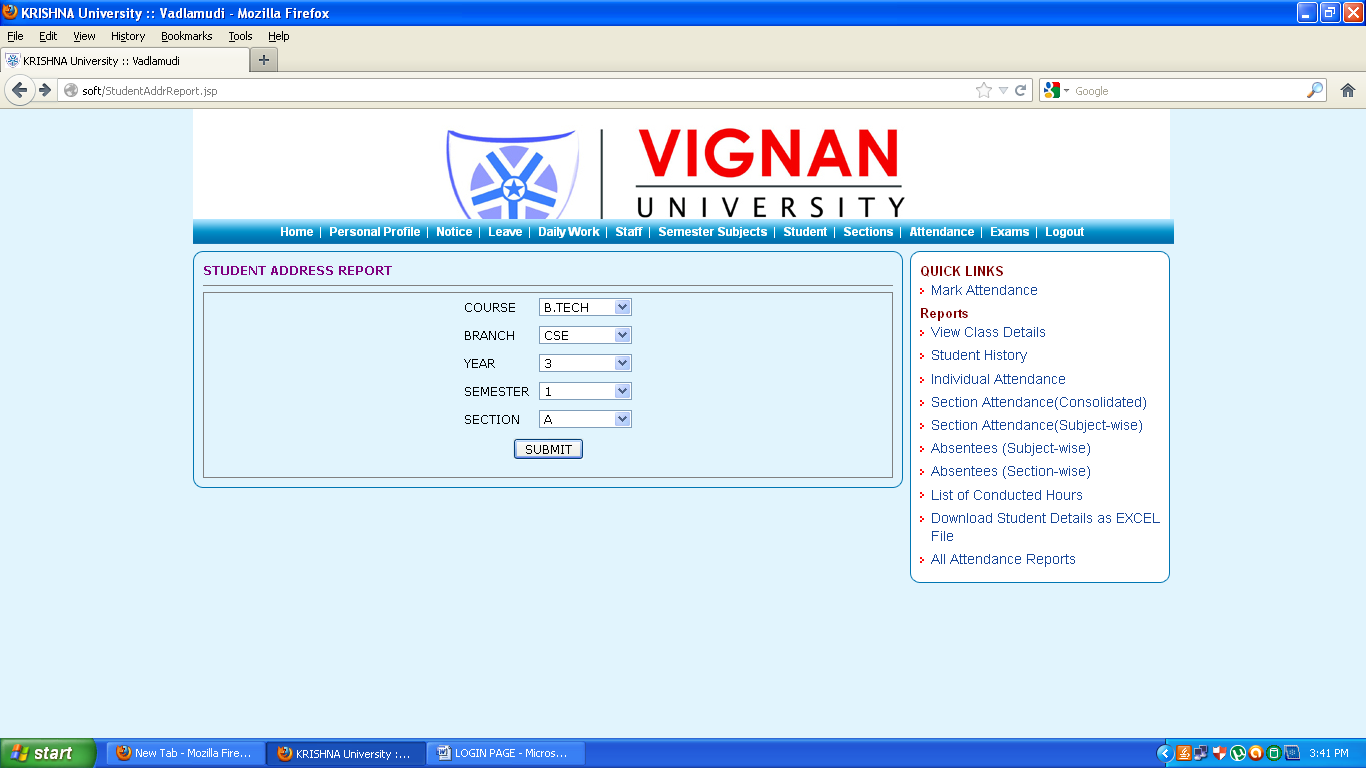 KRISHNA University :: Vadlamudi - Mozilla Firefox
File Edit View History Bookmarks Tools Help
KRISHNA University :: Vadlamudi
soft/StudentAddrReport.jsp
Google
VIGNAN
UNIVERSITY
Home | Personal Profile | Notice | Leave | Daily Work | Staff | Semester Subjects | Student | Sections | Attendance | Exams | Logout
STUDENT ADDRESS REPORT
COURSE B.TECH
BRANCH CSE
YEAR 3
SEMESTER 1
SECTION A
SUBMIT
QUICK LINKS
Mark Attendance
Reports
View Class Details
Student History
Individual Attendance
Section Attendance(Consolidated)
Section Attendance(Subject-wise)
Absentees (Subject-wise)
Absentees (Section-wise)
List of Conducted Hours
Download Student Details as EXCEL
File
All Attendance Reports
start New Tab - Mozilla Fire... KRISHNA University :... LOGIN PAGE - Micros... 3:41 PM